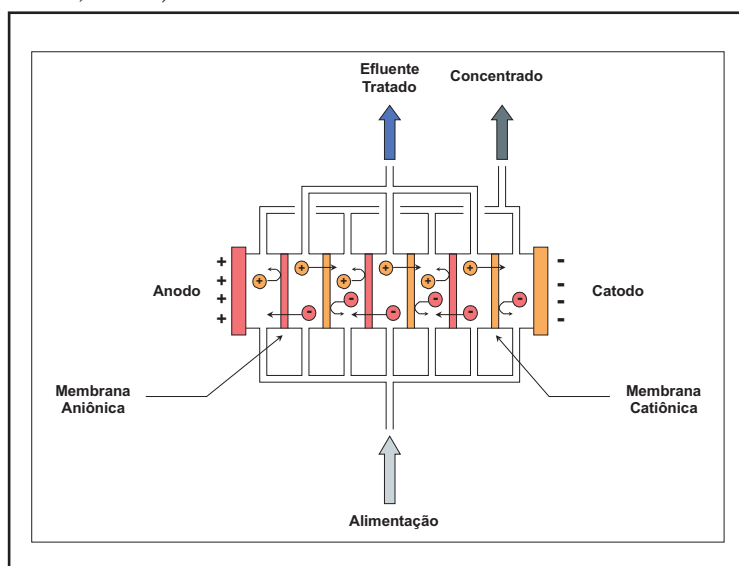 Efluente
Tratado
Concentrado
Anodo
+
+
+
+
+
+
+
+
+
+
-
-
-
-
-
-
-
-
-
-
Catodo
Membrana
Aniônica
Membrana
Catiônica
Alimentação